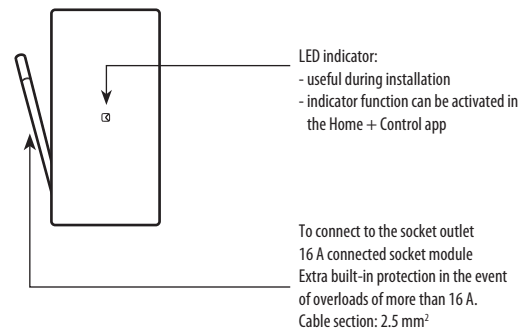 LED indicator:
- useful during installation
- indicator function can be activated in
the Home + Control app
To connect to the socket outlet
16 A connected socket module
Extra built-in protection in the event
of overloads of more than 16 A.
Cable section: 2.5 mm²